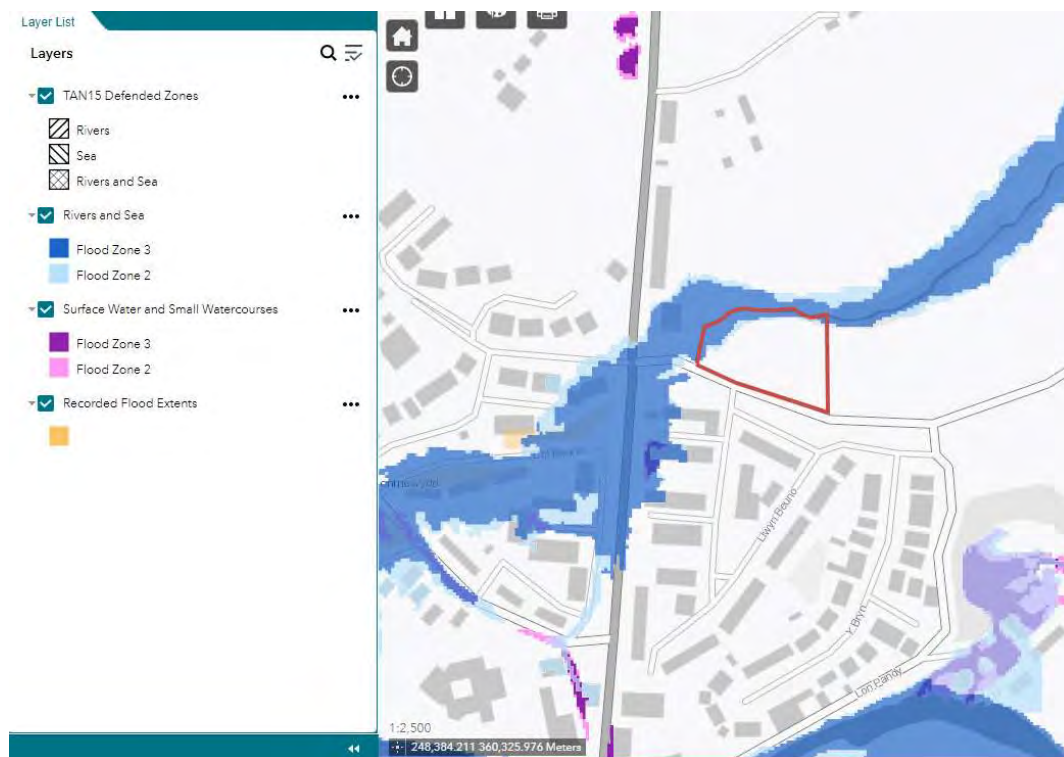 Layer List
Layers
TAN15 Defended Zones
Rivers
Sea
Rivers and Sea
Rivers and Sea
Flood Zone 3
Flood Zone 2
Surface Water and Small Watercourses
Flood Zone 3
Flood Zone 2
Recorded Flood Extents
Llwyn Beuno
Y Bryn
Lon Pandy
1:2,500
248,384.211 360,325.976 Meters